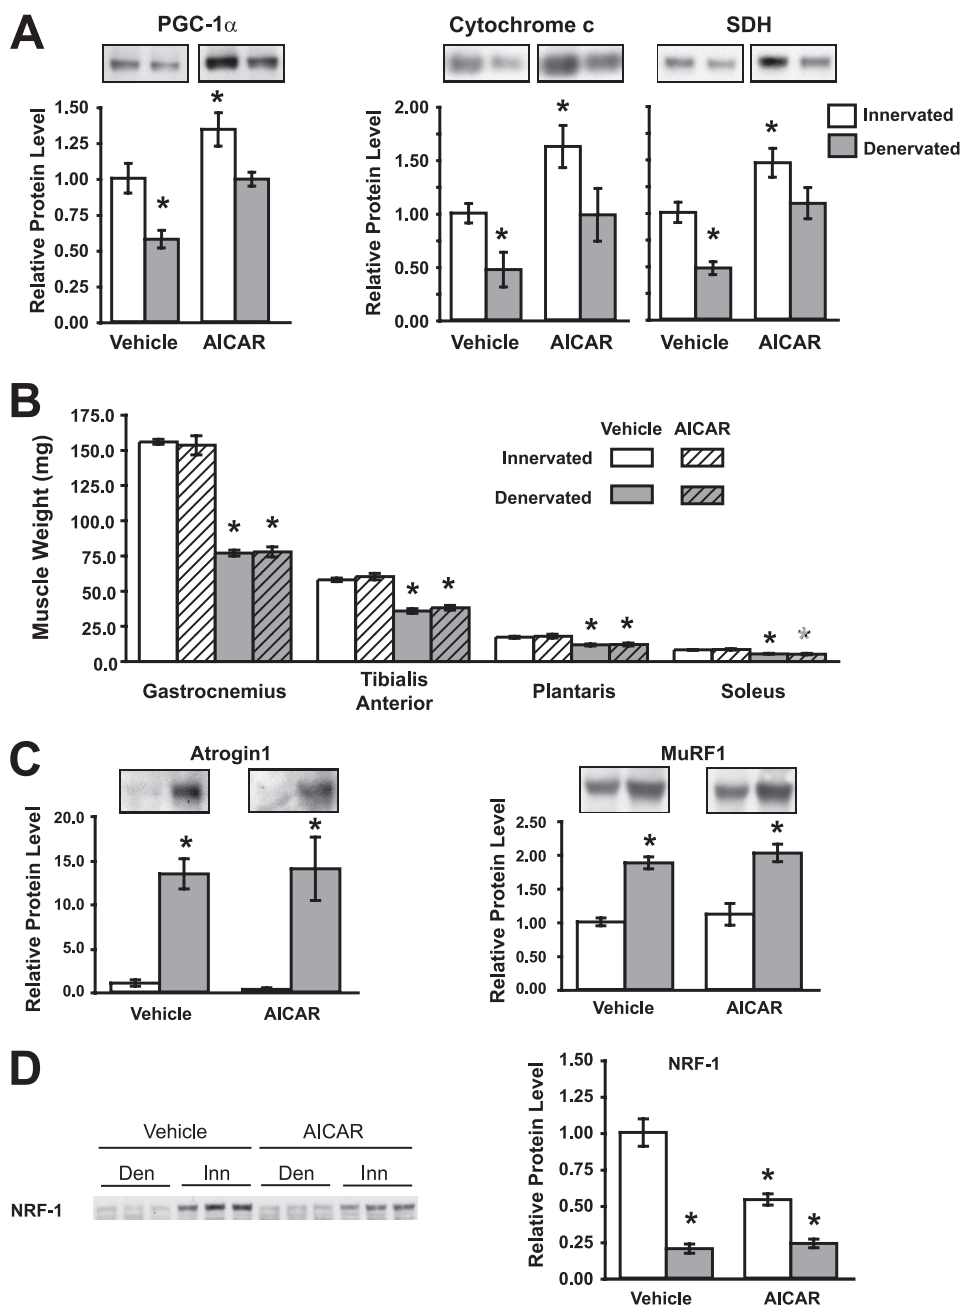 A
PGC-1α
Cytochrome c
SDH
Relative Protein Level
1.50
1.25
1.00
0.75
0.50
0.25
0.00
*
*
Vehicle
AICAR
Relative Protein Level
2.00
1.50
1.00
0.50
0.00
*
*
Vehicle
AICAR
*
*
Vehicle
AICAR
Innervated
Denervated
B
Muscle Weight (mg)
175.0
150.0
125.0
100.0
75.0
50.0
25.0
0.0
Vehicle AICAR
Innervated
Denervated
* *
* *
* *
* *
Gastrocnemius
Tibialis
Anterior
Plantaris
Soleus
C
Atrogin1
Relative Protein Level
20.0
15.0
10.0
5.0
0.0
*
*
Vehicle
AICAR
MuRF1
Relative Protein Level
2.50
2.00
1.50
1.00
0.50
0.00
*
*
Vehicle
AICAR
D
Vehicle
AICAR
Den
Inn
Den
Inn
NRF-1
NRF-1
Relative Protein Level
1.50
1.25
1.00
0.75
0.50
0.25
0.00
*
*
*
Vehicle
AICAR